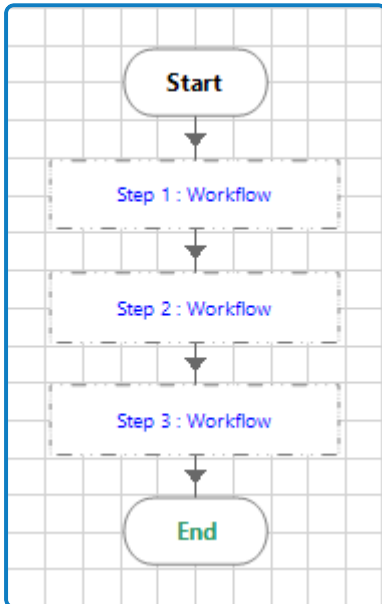 Start
Step 1 : Workflow
Step 2 : Workflow
Step 3 : Workflow
End